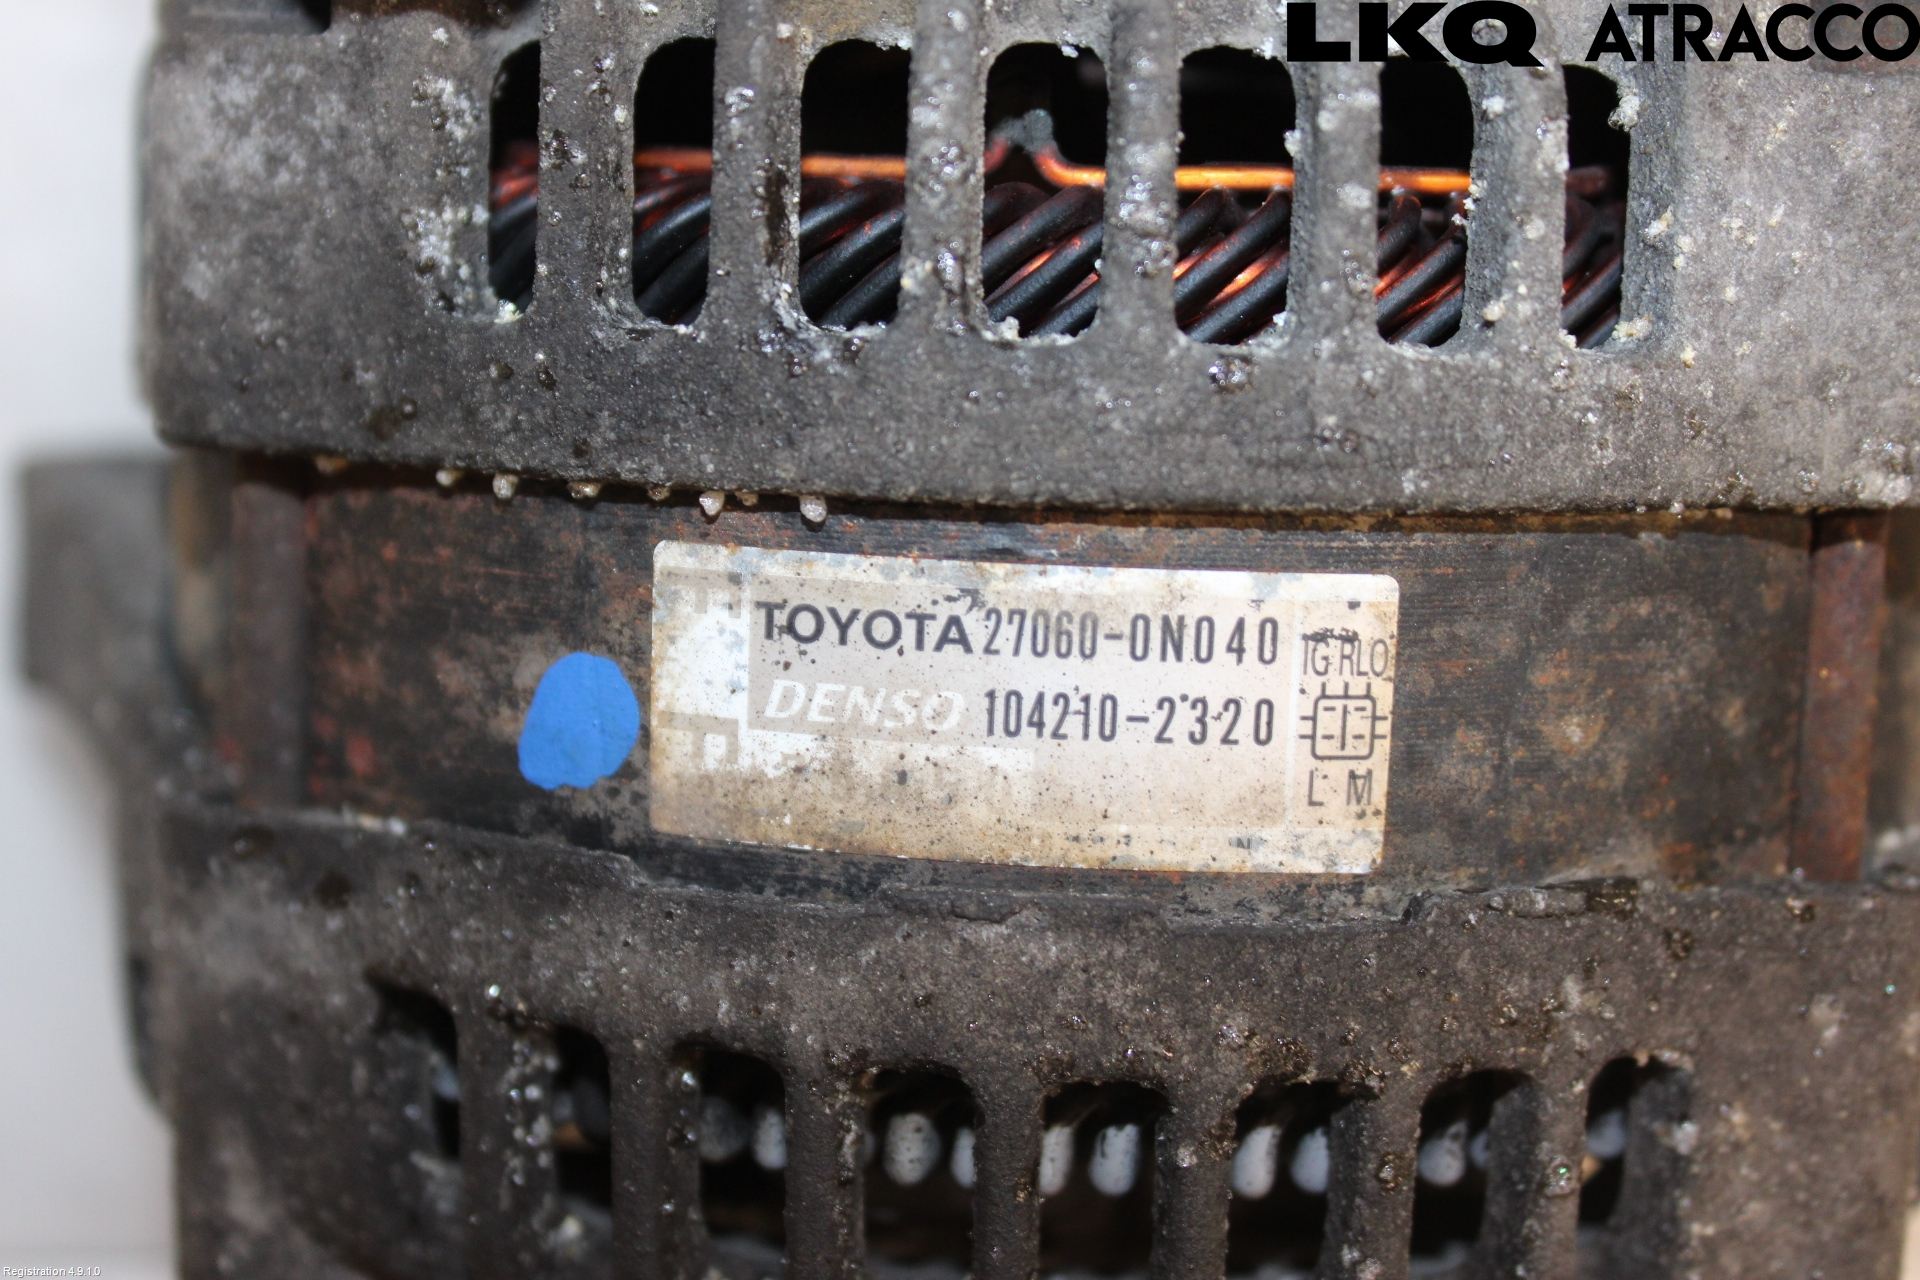 LKQ ATRACCO
TOYOTA 27060-0N040
DENSO 104210-2320
IG RLO
L M
Registration 4.9.1.0